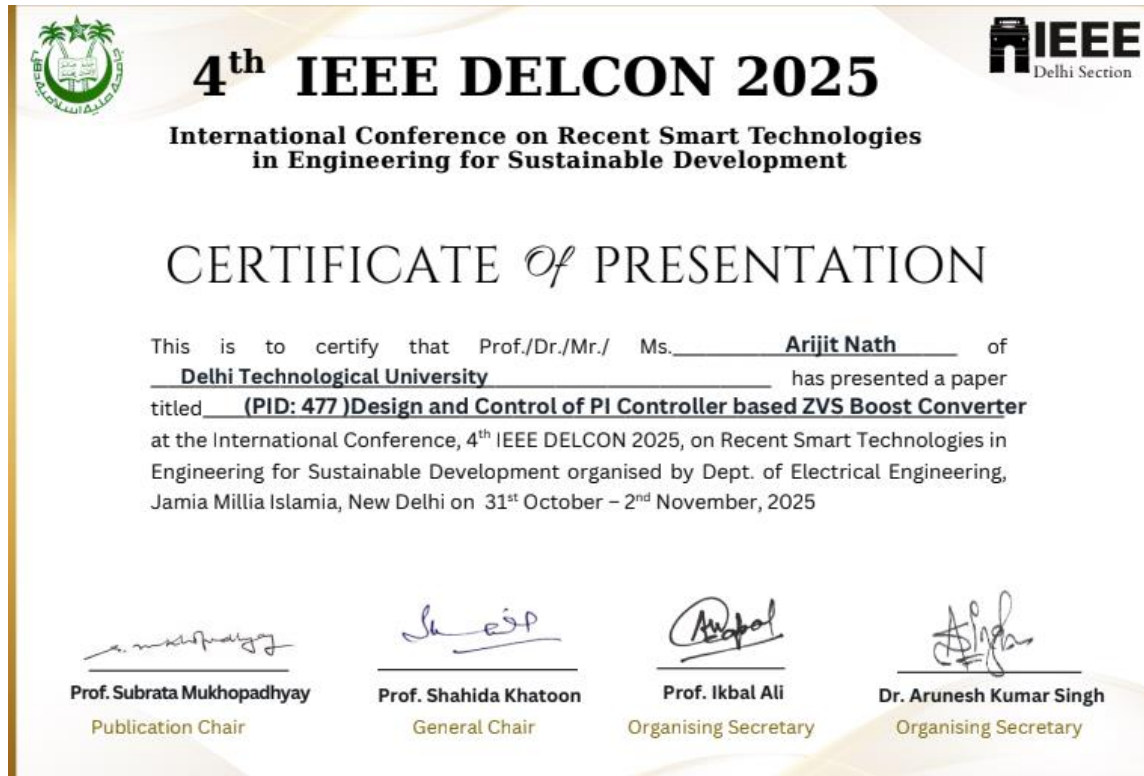 4th IEEE DELCON 2025
IEEE
Delhi Section
International Conference on Recent Smart Technologies
in Engineering for Sustainable Development
CERTIFICATE Of PRESENTATION
This is to certify that Prof./Dr./Mr./ Ms. Arijit Nath of
Delhi Technological University has presented a paper
titled (PID: 477 )Design and Control of PI Controller based ZVS Boost Converter
at the International Conference, 4th IEEE DELCON 2025, on Recent Smart Technologies in
Engineering for Sustainable Development organised by Dept. of Electrical Engineering,
Jamia Millia Islamia, New Delhi on 31st October – 2nd November, 2025
Prof. Subrata Mukhopadhyay
Publication Chair
Prof. Shahida Khatoon
General Chair
Prof. Ikbal Ali
Organising Secretary
Dr. Arunesh Kumar Singh
Organising Secretary